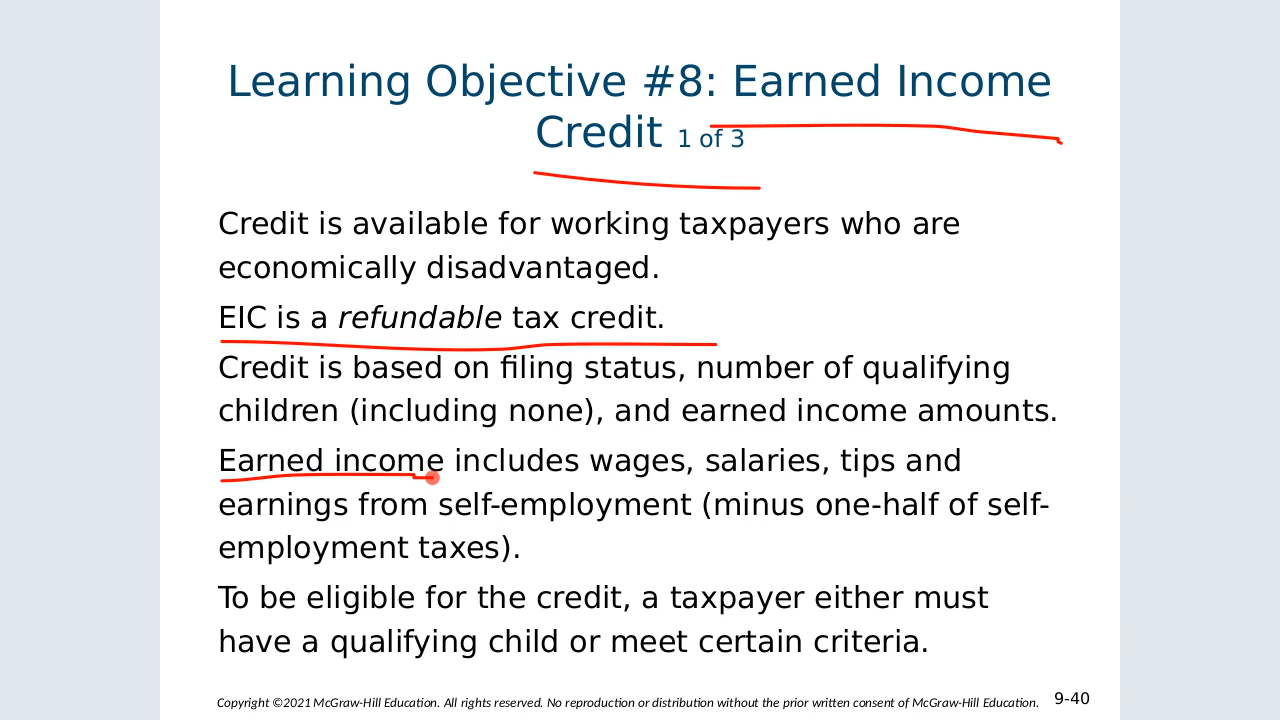 Learning Objective #8: Earned Income
Credit 1 of 3
Credit is available for working taxpayers who are
economically disadvantaged.
EIC is a refundable tax credit.
Credit is based on filing status, number of qualifying
children (including none), and earned income amounts.
Earned income includes wages, salaries, tips and
earnings from self-employment (minus one-half of self-
employment taxes).
To be eligible for the credit, a taxpayer either must
have a qualifying child or meet certain criteria.
Copyright ©2021 McGraw-Hill Education. All rights reserved. No reproduction or distribution without the prior written consent of McGraw-Hill Education. 9-40